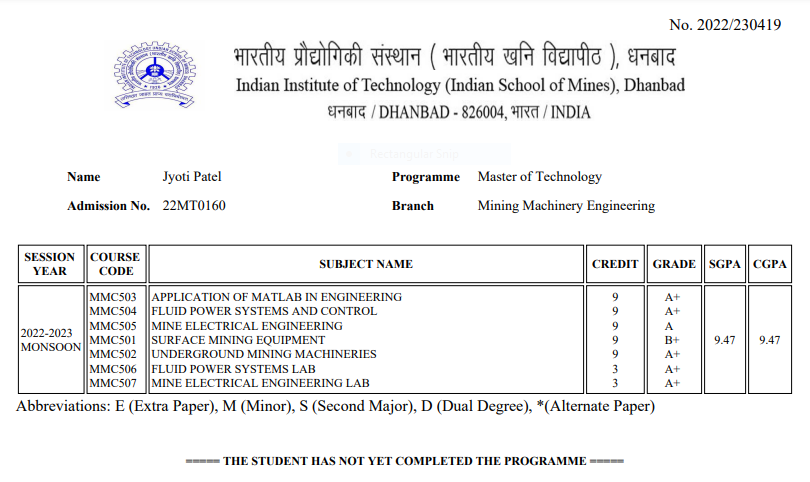 No. 2022/230419
भारतीय प्रौद्योगिकी संस्थान ( भारतीय खनि विद्यापीठ ), धनबाद
Indian Institute of Technology (Indian School of Mines), Dhanbad
धनबाद / DHANBAD - 826004, भारत / INDIA
Rectangular Snip
Name Jyoti Patel Programme Master of Technology
Admission No. 22MT0160 Branch Mining Machinery Engineering
SESSION YEAR COURSE CODE SUBJECT NAME CREDIT GRADE SGPA CGPA
2022-2023 MONSOON
MMC503 APPLICATION OF MATLAB IN ENGINEERING 9 A+
MMC504 FLUID POWER SYSTEMS AND CONTROL 9 A+
MMC505 MINE ELECTRICAL ENGINEERING 9 A
MMC501 SURFACE MINING EQUIPMENT 9 B+ 9.47 9.47
MMC502 UNDERGROUND MINING MACHINERIES 9 A+
MMC506 FLUID POWER SYSTEMS LAB 3 A+
MMC507 MINE ELECTRICAL ENGINEERING LAB 3 A+
Abbreviations: E (Extra Paper), M (Minor), S (Second Major), D (Dual Degree), *(Alternate Paper)
===== THE STUDENT HAS NOT YET COMPLETED THE PROGRAMME =====